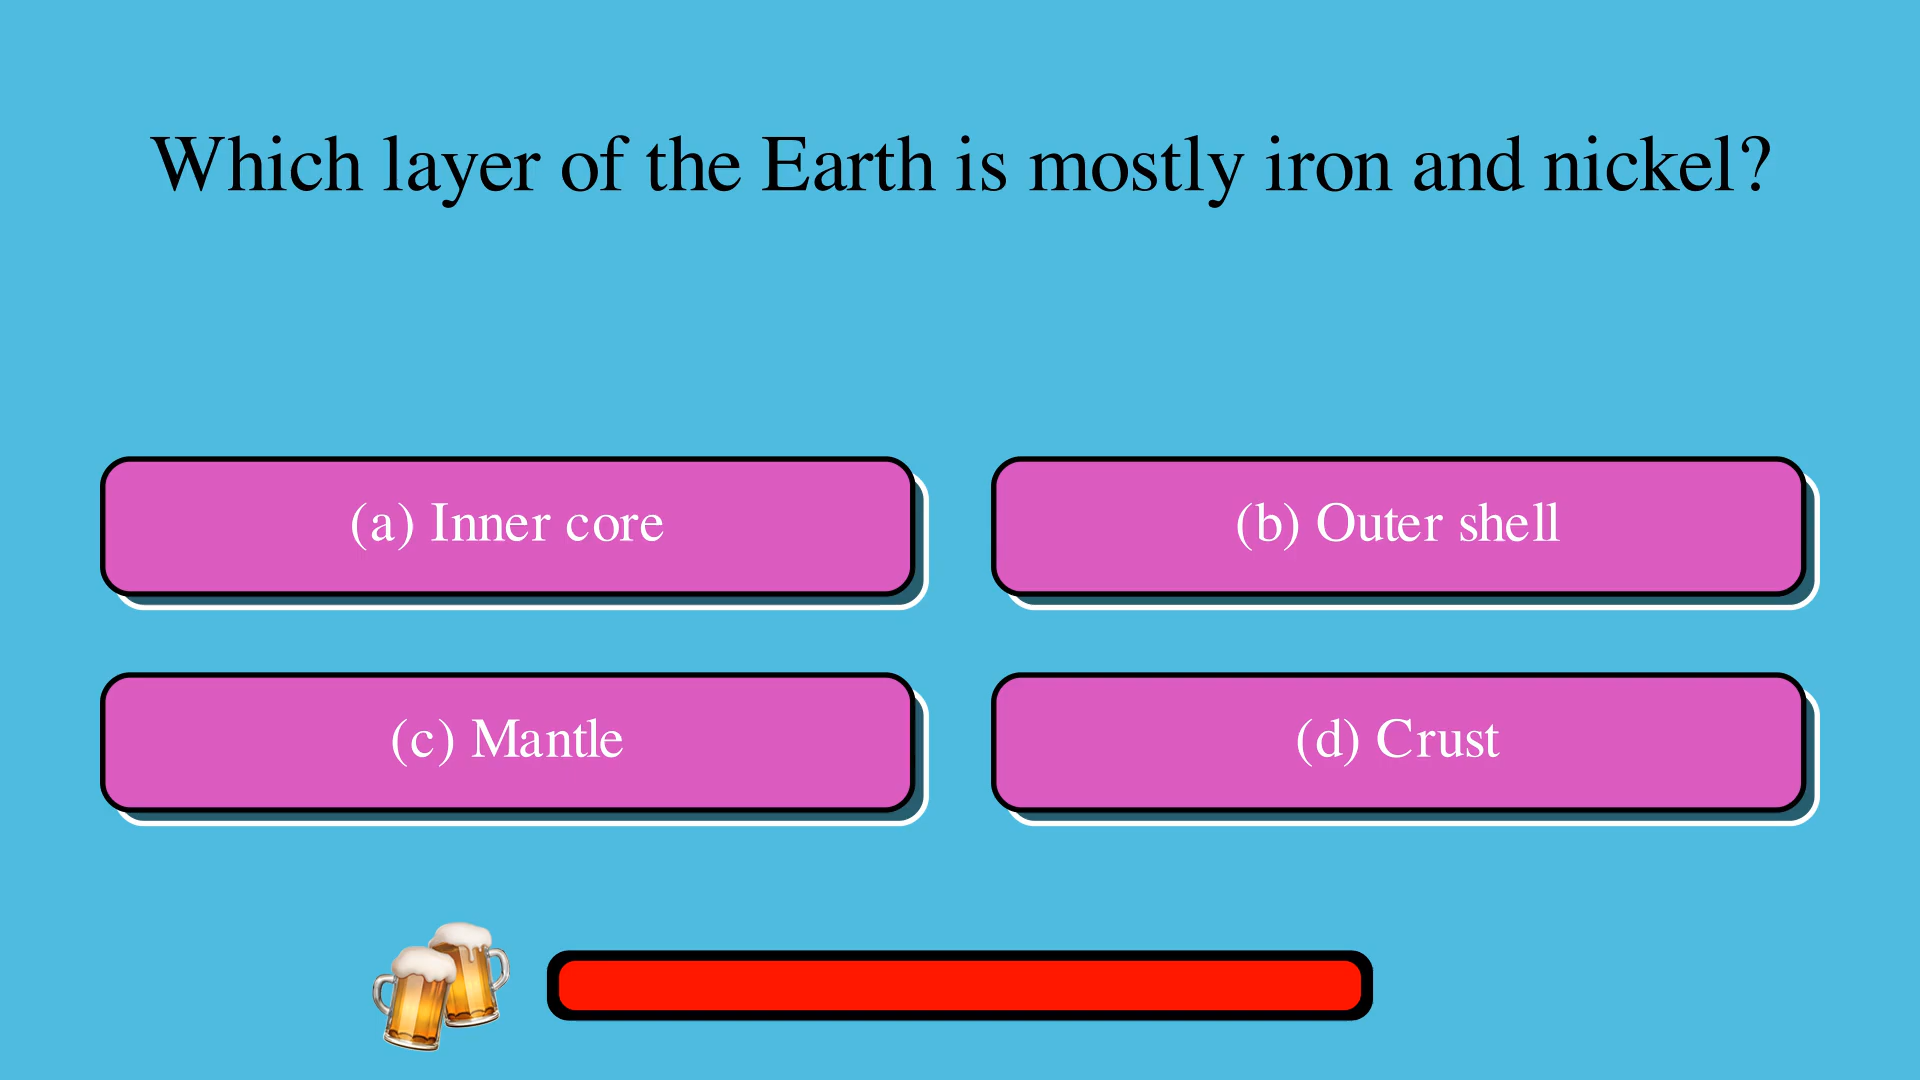 Which layer of the Earth is mostly iron and nickel?
(a) Inner core
(b) Outer shell
(c) Mantle
(d) Crust